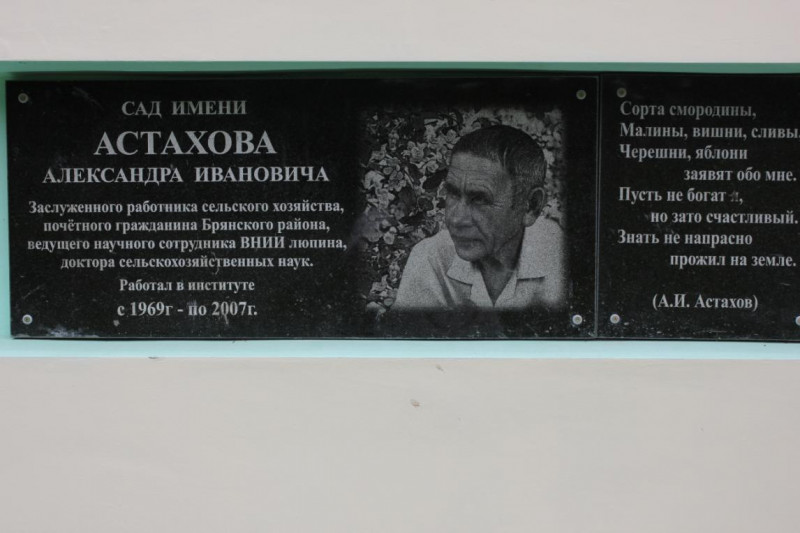 САД ИМЕНИ
АСТАХОВА
АЛЕКСАНДРА ИВАНОВИЧА
Заслуженного работника сельского хозяйства,
почётного гражданина Брянского района,
ведущего научного сотрудника ВНИИ люпина,
доктора сельскохозяйственных наук.
Работал в институте
с 1969г - по 2007г.
Сорта смородины,
Малины, вишни, сливы,
Черешни, яблони
заявят обо мне.
Пусть не богат я,
но зато счастливый.
Знать не напрасно
прожил на земле.
(А.И. Астахов)